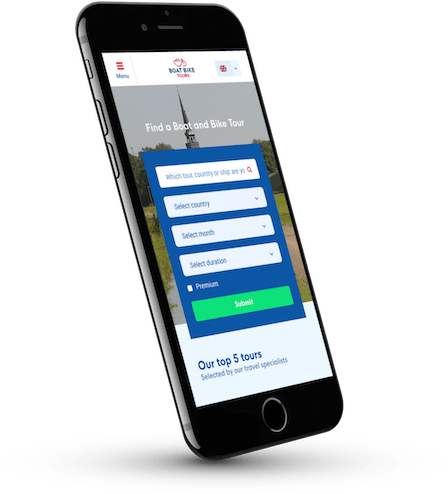 Menu
BOAT BIKE
TOURS
Find a Boat and Bike Tour
Which tour, country or ship are yo
Select country
Select month
Select duration
Premium
Submit
Our top 5 tours
Selected by our travel specialists